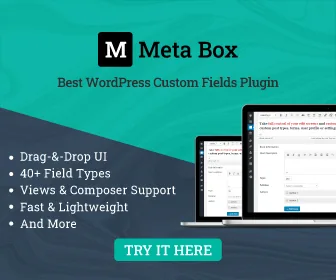 M Meta Box
Best WordPress Custom Fields Plugin
Drag-&-Drop UI
40+ Field Types
Views & Composer Support
Fast & Lightweight
And More
TRY IT HERE